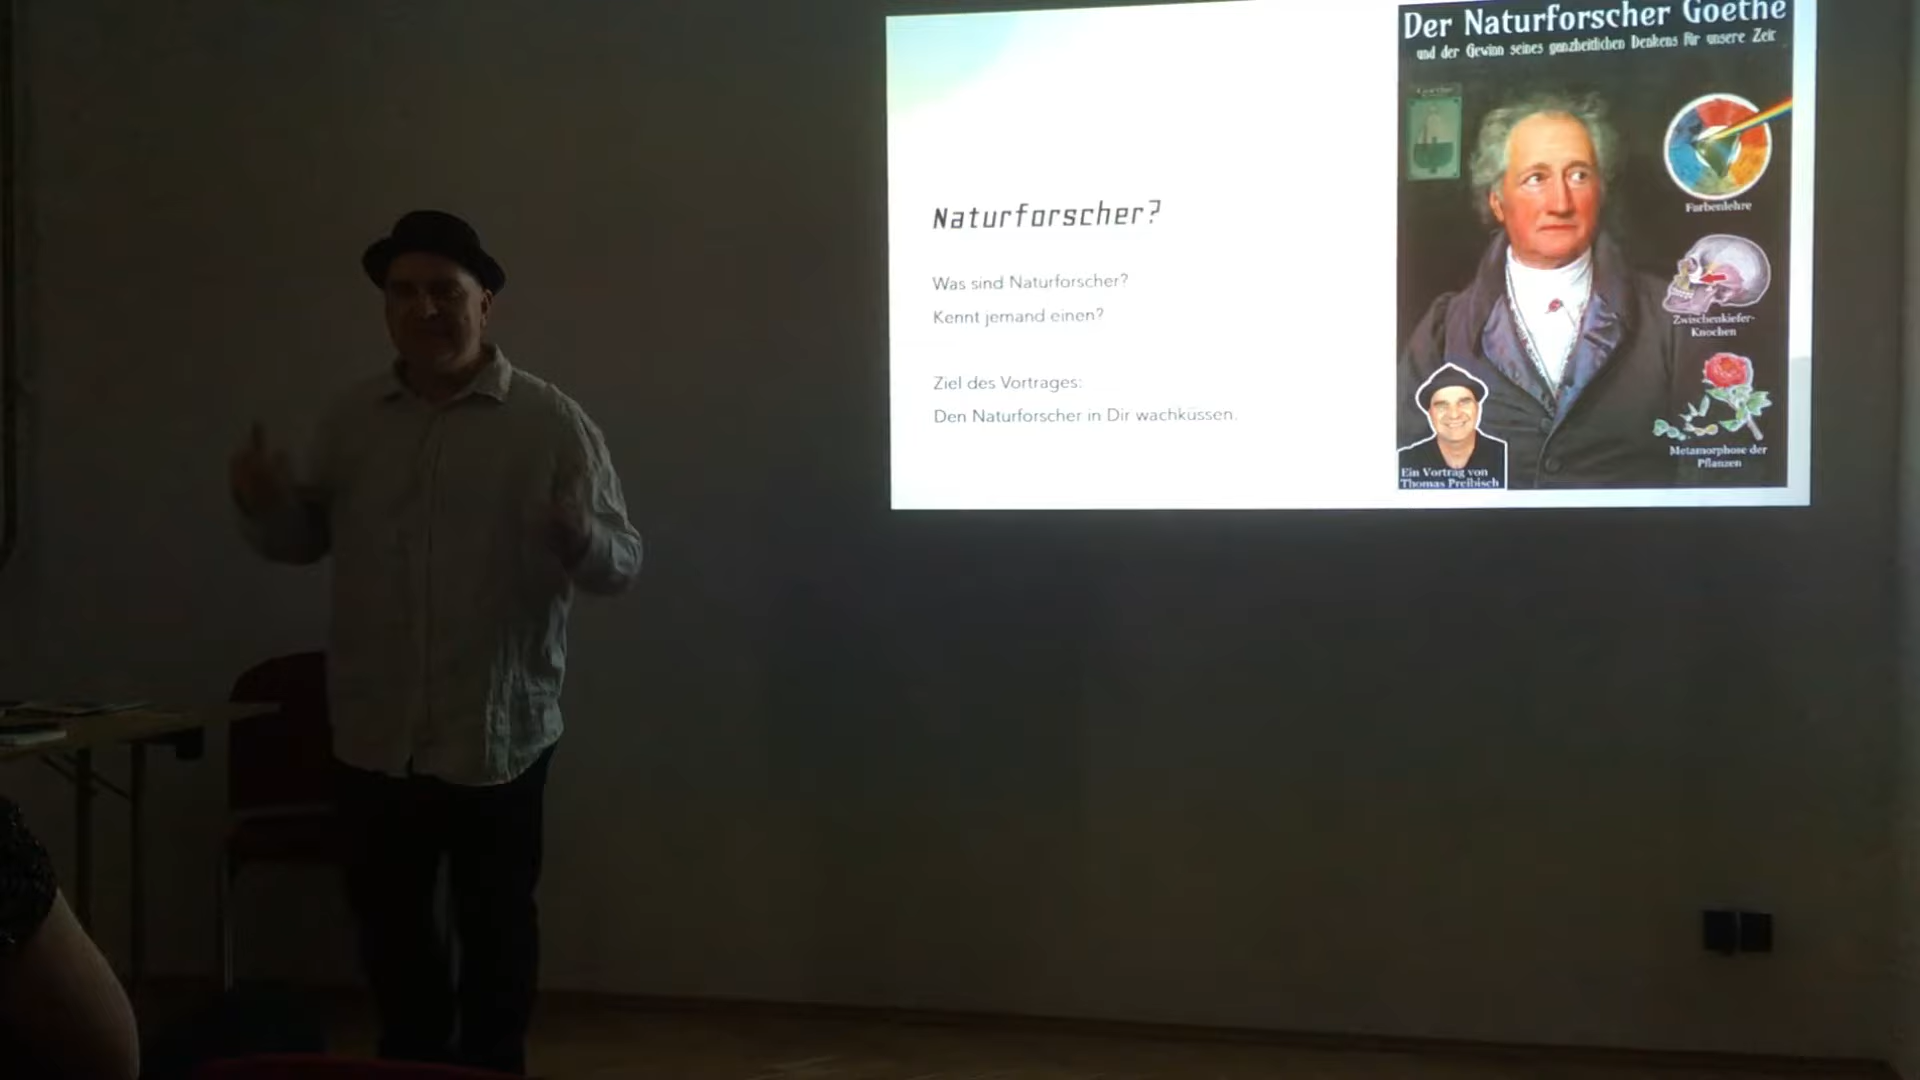 Naturforscher?
Was sind Naturforscher?
Kennt jemand einen?
Ziel des Vortrages:
Den Naturforscher in Dir wachküssen.
Der Naturforscher Goethe
und der Gewinn seines ganzheitlichen Denkens für unsere Zeit
Farbenlehre
Zwischenkiefer-
Knochen
Metamorphose der
Pflanzen
Ein Vortrag von
Thomas Preibisch